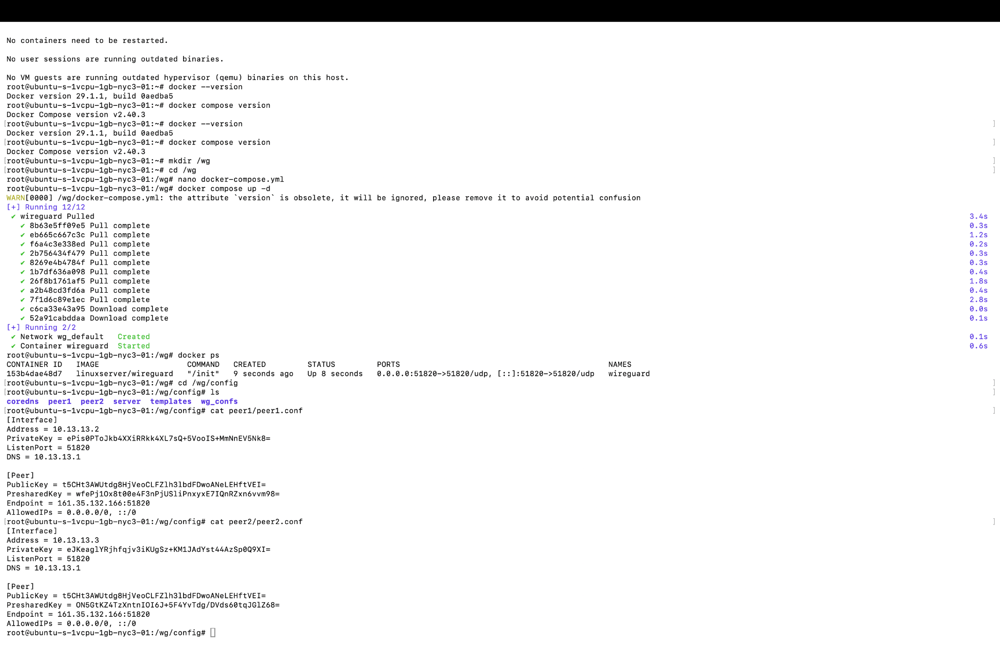 No containers need to be restarted.
No user sessions are running outdated binaries.
No VM guests are running outdated hypervisor (qemu) binaries on this host.
root@ubuntu-s-1vcpu-1gb-nyc3-01:~# docker --version
Docker version 29.1.1, build 0aedba5
root@ubuntu-s-1vcpu-1gb-nyc3-01:~# docker compose version
Docker Compose version v2.40.3
[root@ubuntu-s-1vcpu-1gb-nyc3-01:~# docker --version ]
Docker version 29.1.1, build 0aedba5
[root@ubuntu-s-1vcpu-1gb-nyc3-01:~# docker compose version ]
Docker Compose version v2.40.3
[root@ubuntu-s-1vcpu-1gb-nyc3-01:~# mkdir /wg ]
[root@ubuntu-s-1vcpu-1gb-nyc3-01:~# cd /wg ]
root@ubuntu-s-1vcpu-1gb-nyc3-01:/wg# nano docker-compose.yml
root@ubuntu-s-1vcpu-1gb-nyc3-01:/wg# docker compose up -d
WARN[0000] /wg/docker-compose.yml: the attribute `version` is obsolete, it will be ignored, please remove it to avoid potential confusion
[+] Running 12/12
✔ wireguard Pulled 3.4s
✔ 8b63e5ff09e5 Pull complete 0.3s
✔ eb665c667c3c Pull complete 1.2s
✔ f6a4c3e338ed Pull complete 0.2s
✔ 2b756434f479 Pull complete 0.3s
✔ 8269e4b4784f Pull complete 0.3s
✔ 1b7df636a098 Pull complete 0.4s
✔ 26f8b1761af5 Pull complete 1.8s
✔ a2b48cd3fd6a Pull complete 0.4s
✔ 7f1d6c89e1ec Pull complete 2.8s
✔ c6ca33e43a95 Download complete 0.0s
✔ 52a91cabddaa Download complete 0.1s
[+] Running 2/2
✔ Network wg_default Created 0.1s
✔ Container wireguard Started 0.6s
root@ubuntu-s-1vcpu-1gb-nyc3-01:/wg# docker ps
CONTAINER ID IMAGE COMMAND CREATED STATUS PORTS NAMES
153b4dae48d7 linuxserver/wireguard "/init" 9 seconds ago Up 8 seconds 0.0.0.0:51820->51820/udp, [::]:51820->51820/udp wireguard
[root@ubuntu-s-1vcpu-1gb-nyc3-01:/wg# cd /wg/config ]
[root@ubuntu-s-1vcpu-1gb-nyc3-01:/wg/config# ls ]
coredns peer1 peer2 server templates wg_confs
[root@ubuntu-s-1vcpu-1gb-nyc3-01:/wg/config# cat peer1/peer1.conf ]
[Interface]
Address = 10.13.13.2
PrivateKey = ePis0PToJkb4XXiRRkk4XL7sQ+5VooIS+MmNnEV5Nk8=
ListenPort = 51820
DNS = 10.13.13.1
[Peer]
PublicKey = t5CHt3AWUtdg8HjVeoCLFZlh3lbdFDwoANeLEHftVEI=
PresharedKey = wfePj1Ox8t00e4F3nPjUSliPnxyxE7IQnRZxn6vvm98=
Endpoint = 161.35.132.166:51820
AllowedIPs = 0.0.0.0/0, ::/0
[root@ubuntu-s-1vcpu-1gb-nyc3-01:/wg/config# cat peer2/peer2.conf ]
[Interface]
Address = 10.13.13.3
PrivateKey = eJKeaglYRjhfqjv3iKUgSz+KM1JAdYst44AzSp0Q9XI=
ListenPort = 51820
DNS = 10.13.13.1
[Peer]
PublicKey = t5CHt3AWUtdg8HjVeoCLFZlh3lbdFDwoANeLEHftVEI=
PresharedKey = ON5GtKZ4TzXntnIOI6J+5F4YvTdg/DVds60tqJGlZ68=
Endpoint = 161.35.132.166:51820
AllowedIPs = 0.0.0.0/0, ::/0
root@ubuntu-s-1vcpu-1gb-nyc3-01:/wg/config#